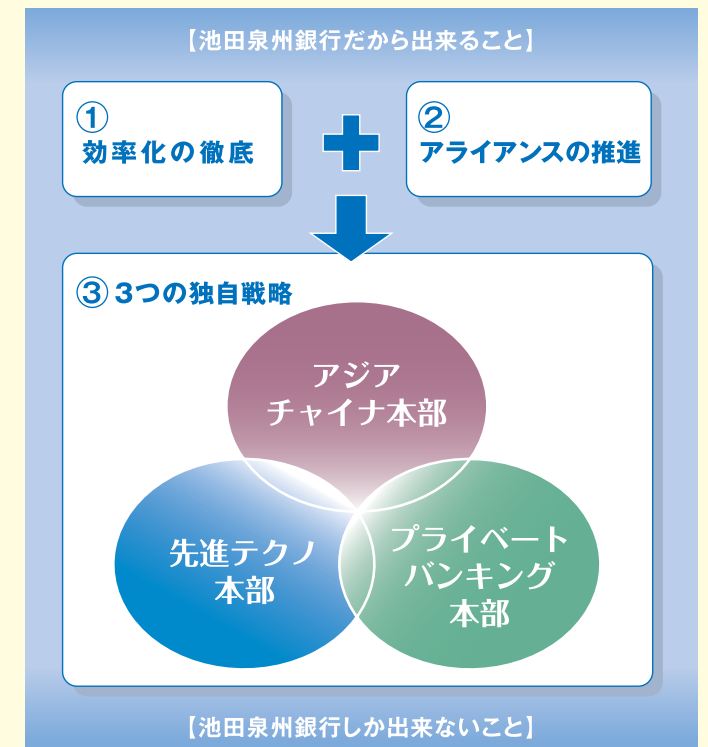 【池田泉州銀行だから出来ること】
①
効率化の徹底
②
アライアンスの推進
③3つの独自戦略
アジア
チャイナ本部
先進テクノ
本部
プライベート
バンキング
本部
【池田泉州銀行しか出来ないこと】